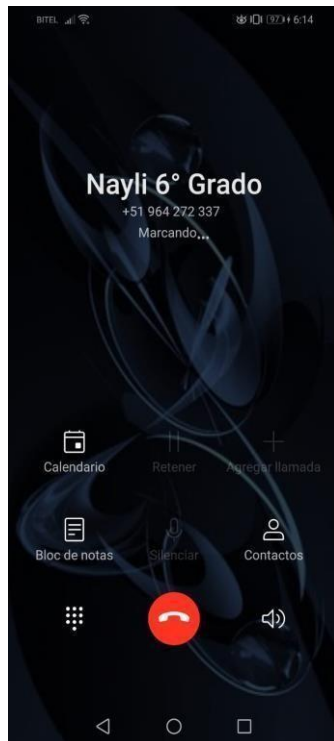 BITEL 97 6:14
Nayli 6° Grado
+51 964 272 337
Marcando...
Calendario Retener Agregar llamada
Bloc de notas Silenciar Contactos